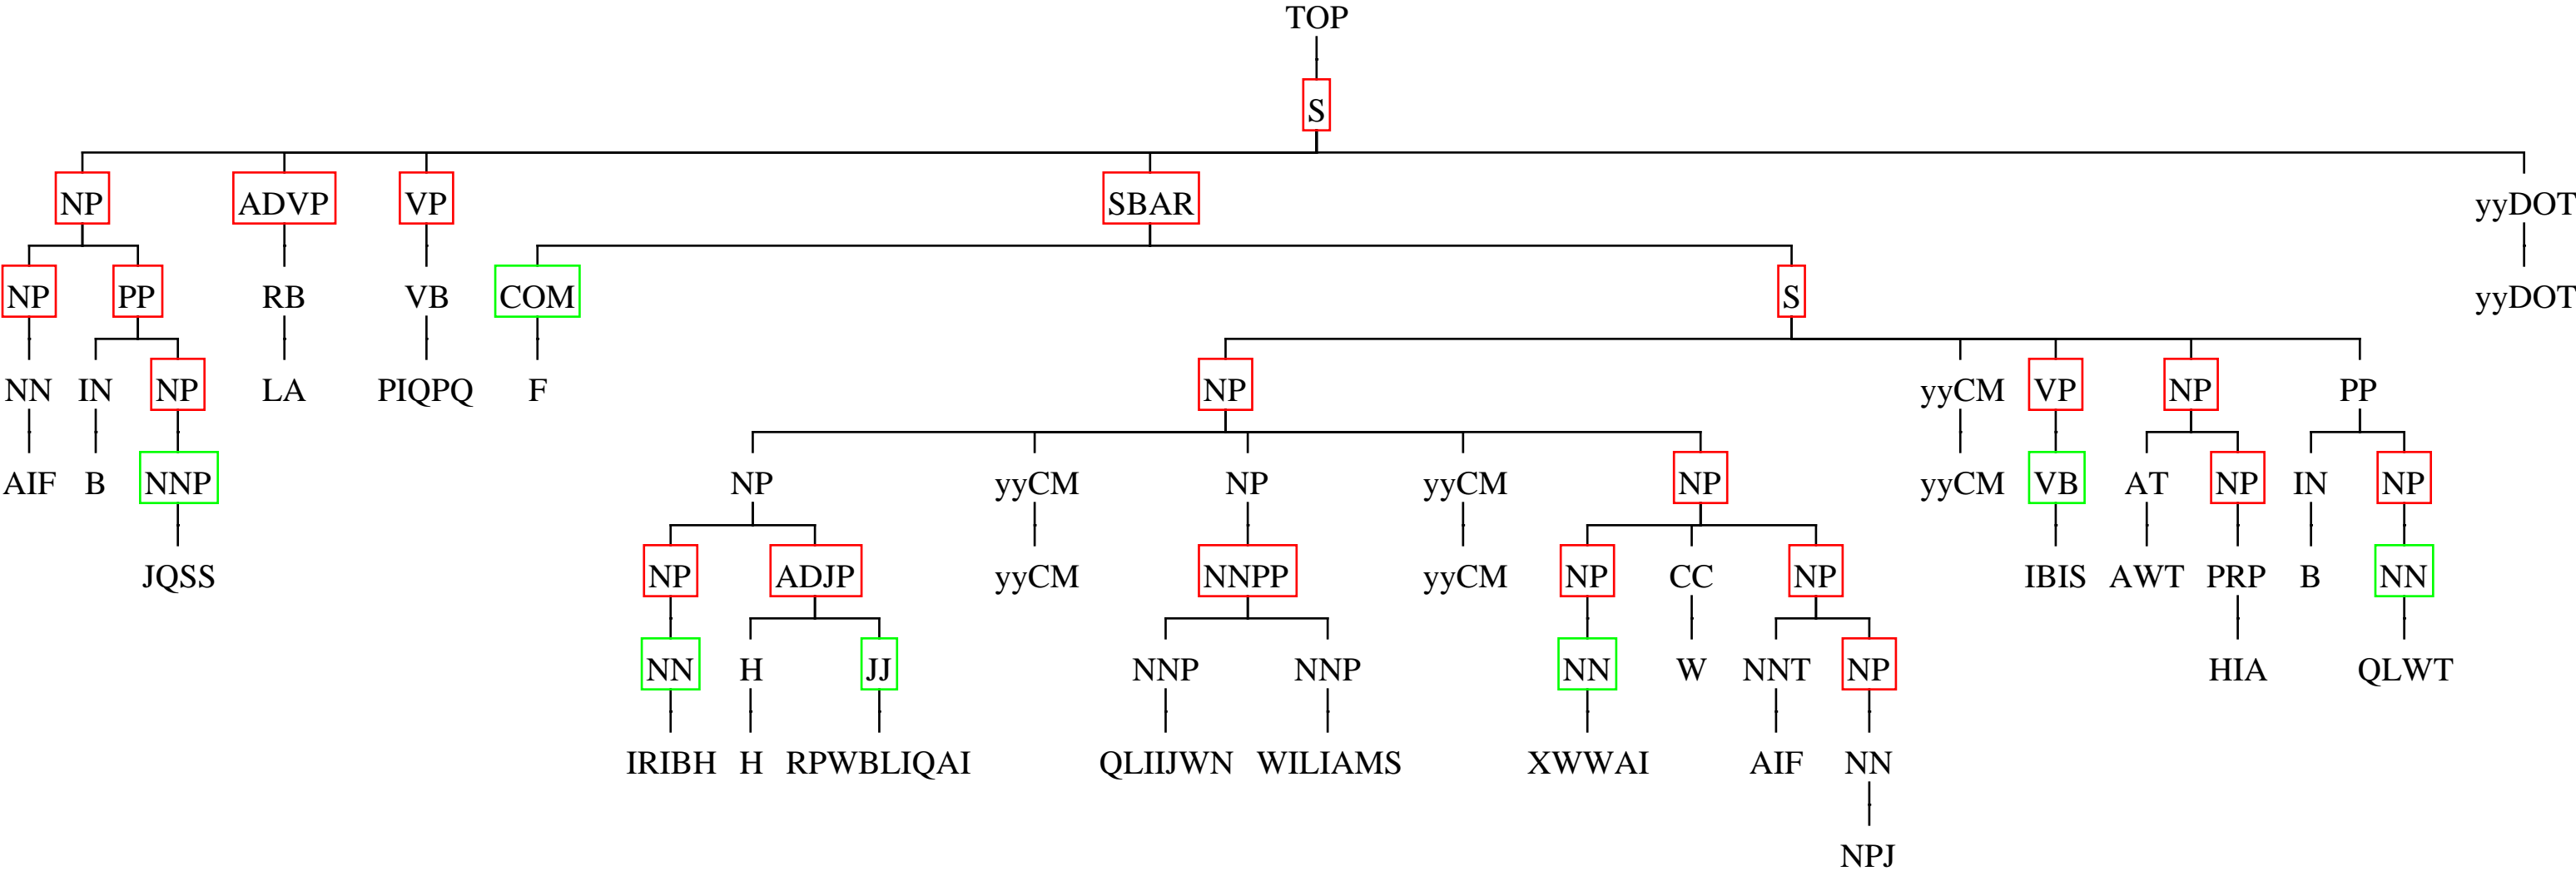 TOP
S
NP ADVP VP SBAR yyDOT
NP PP RB VB COM S yyDOT
NN IN NP LA PIQPQ F NP yyCM VP NP PP
AIF B NNP NP yyCM NP yyCM NP yyCM VB AT NP IN NP
JQSS NP ADJP yyCM NNPP yyCM NP CC NP IBIS AWT PRP B NN
NN H JJ NNP NNP NN W NNT NP HIA QLWT
IRIBH H RPWBLIQAI QLIIJWN WILIAMS XWWAI AIF NN
NPJ